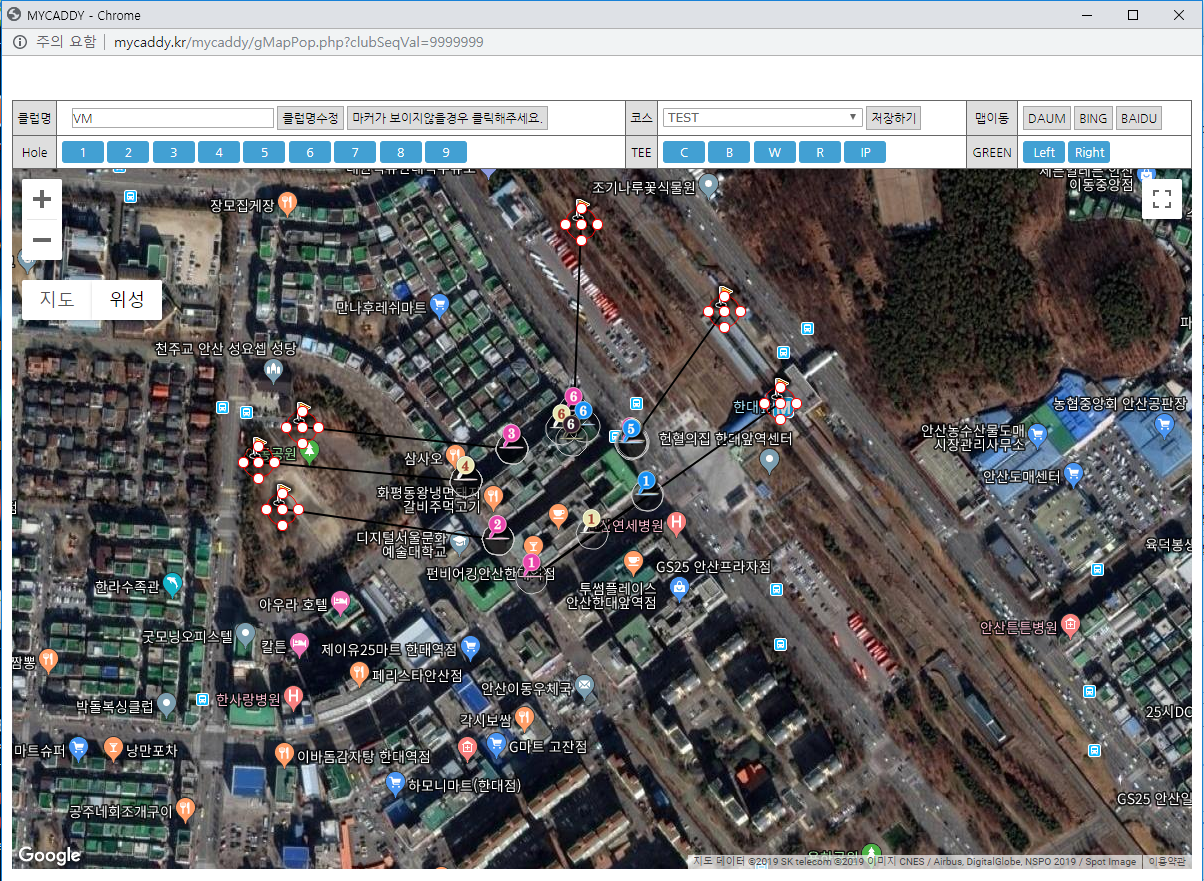 MYCADDY - Chrome
주의 요함
mycaddy.kr/mycaddy/gMapPop.php?clubSeqVal=9999999
클럽명
VM
클럽명수정
마커가 보이지않을경우 클릭해주세요.
코스
TEST
저장하기
맵이동
DAUM
BING
BAIDU
Hole
1
2
3
4
5
6
7
8
9
TEE
C
B
W
R
IP
GREEN
Left
Right
장모집게장
조기나루꽃식물원
이동중앙점
지도
위성
만나후레쉬마트
천주교 안산 성요셉 성당
6
6
6
6
5
3
4
1
1
2
1
농협중앙회 안산공판장
안산농수산물도매
시장관리사무소
안산도매센터
헌혈의집 한대앞역센터
삼사오
화평동왕냉면돼지
갈비주먹고기
연세병원
디지털서울문화
예술대학교
펀비어킹안산한대역점
GS25 안산프라자점
투썸플레이스
안산한대앞역점
육덕봉싱
한라수족관
아우라 호텔
굿모닝오피스텔
칼튼
제이유25마트 한대역점
안산튼튼병원
짬뽕
페리스타안산점
한사랑병원
안산이동우체국
박돌복싱클럽
각시보쌈
25시DC
마트슈퍼
낭만포차
이바돔감자탕 한대역점
G마트 고잔점
하모니마트(한대점)
공주네회조개구이
GS25 안산일
Google
지도 데이터 ©2019 SK telecom ©2019 이미지 CNES / Airbus, DigitalGlobe, NSPO 2019 / Spot Image
이용약관